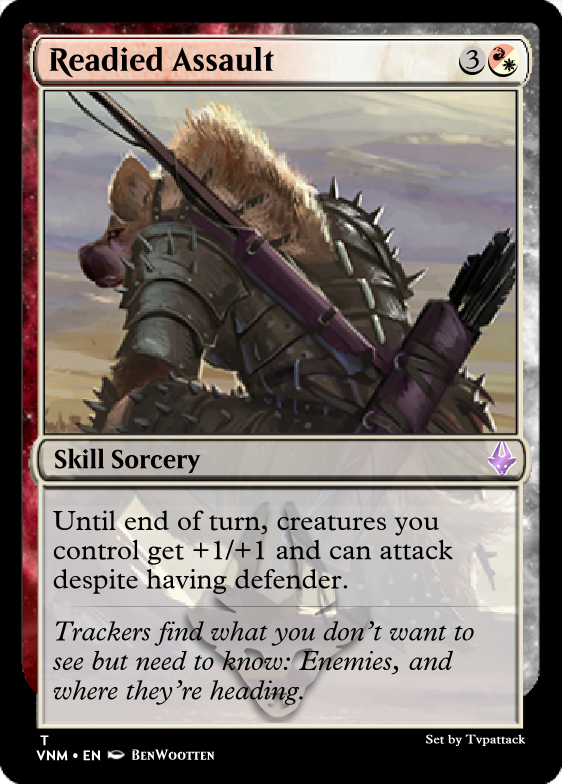 Readied Assault 3
Skill Sorcery
Until end of turn, creatures you
control get +1/+1 and can attack
despite having defender.
Trackers find what you don't want to
see but need to know: Enemies, and
where they're heading.
T
VNM • EN BenWootten
Set by Tvpattack